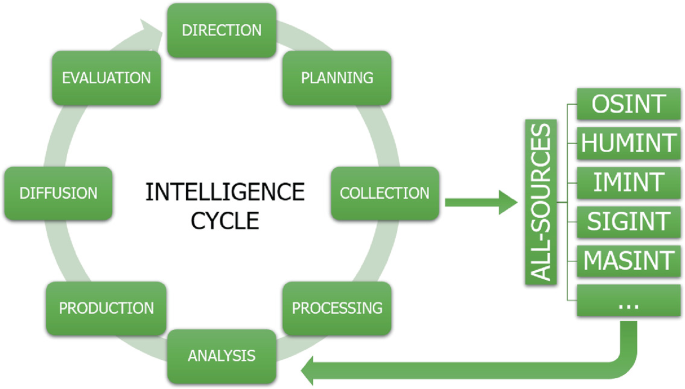 DIRECTION
PLANNING
COLLECTION
PROCESSING
ANALYSIS
PRODUCTION
DIFFUSION
EVALUATION
INTELLIGENCE
CYCLE
ALL-SOURCES
OSINT
HUMINT
IMINT
SIGINT
MASINT
...